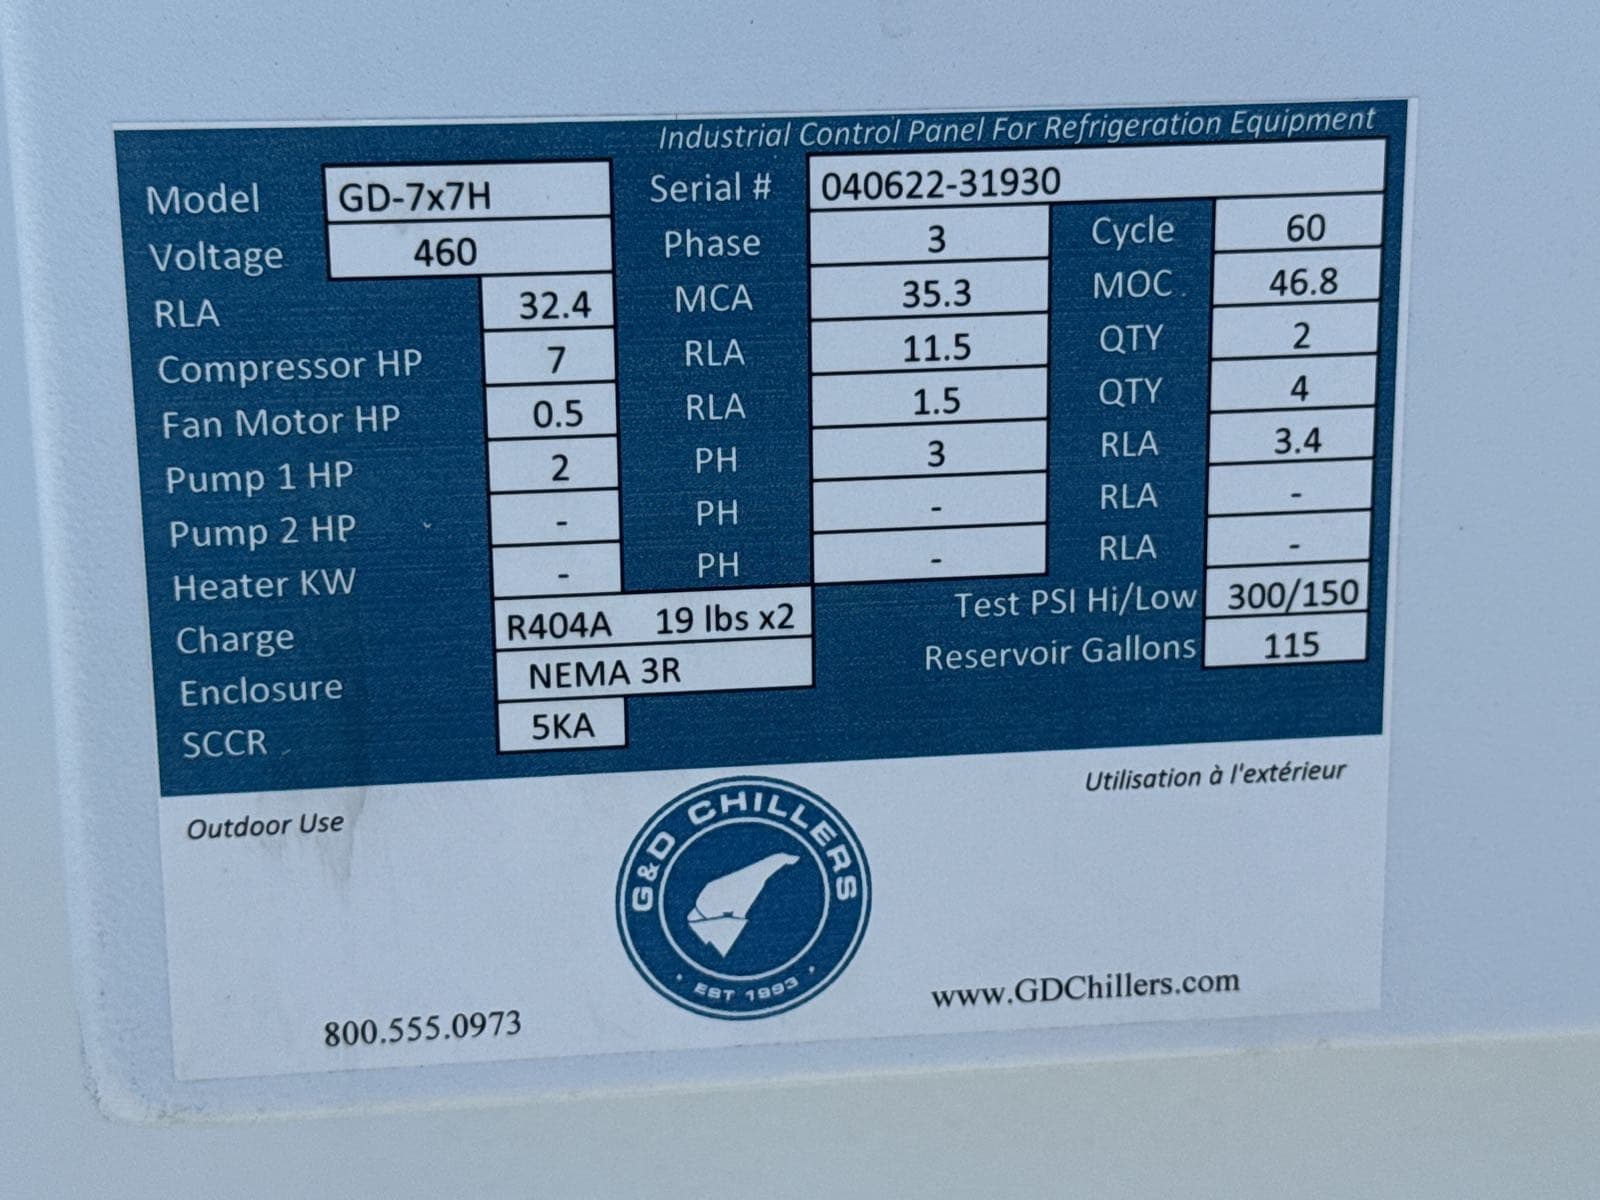 Industrial Control Panel For Refrigeration Equipment
Model GD-7x7H Serial # 040622-31930
Voltage 460 Phase 3 Cycle 60
RLA 32.4 MCA 35.3 MOC 46.8
Compressor HP 7 RLA 11.5 QTY 2
Fan Motor HP 0.5 RLA 1.5 QTY 4
Pump 1 HP 2 PH 3 RLA 3.4
Pump 2 HP - PH - RLA -
Heater KW - PH - RLA -
Charge R404A 19 lbs x2 Test PSI Hi/Low 300/150
Enclosure NEMA 3R Reservoir Gallons 115
SCCR 5KA
Outdoor Use Utilisation à l'extérieur
G&D CHILLERS
EST 1993
800.555.0973 www.GDChillers.com